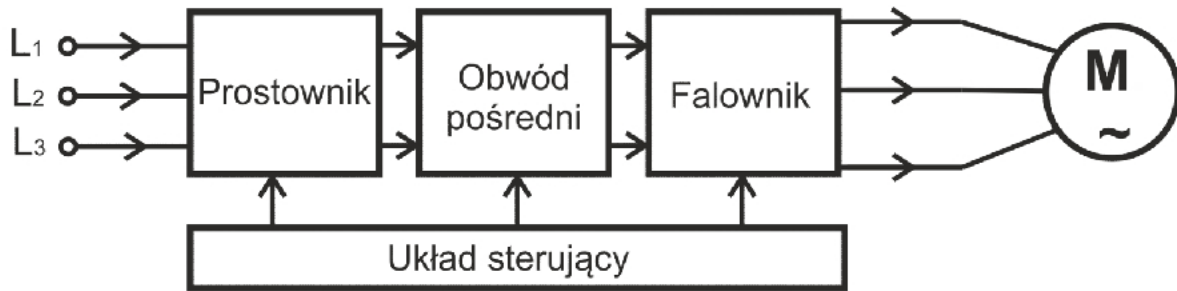 L1
L2
L3
Prostownik
Obwód
pośredni
Falownik
M
~
Układ sterujący